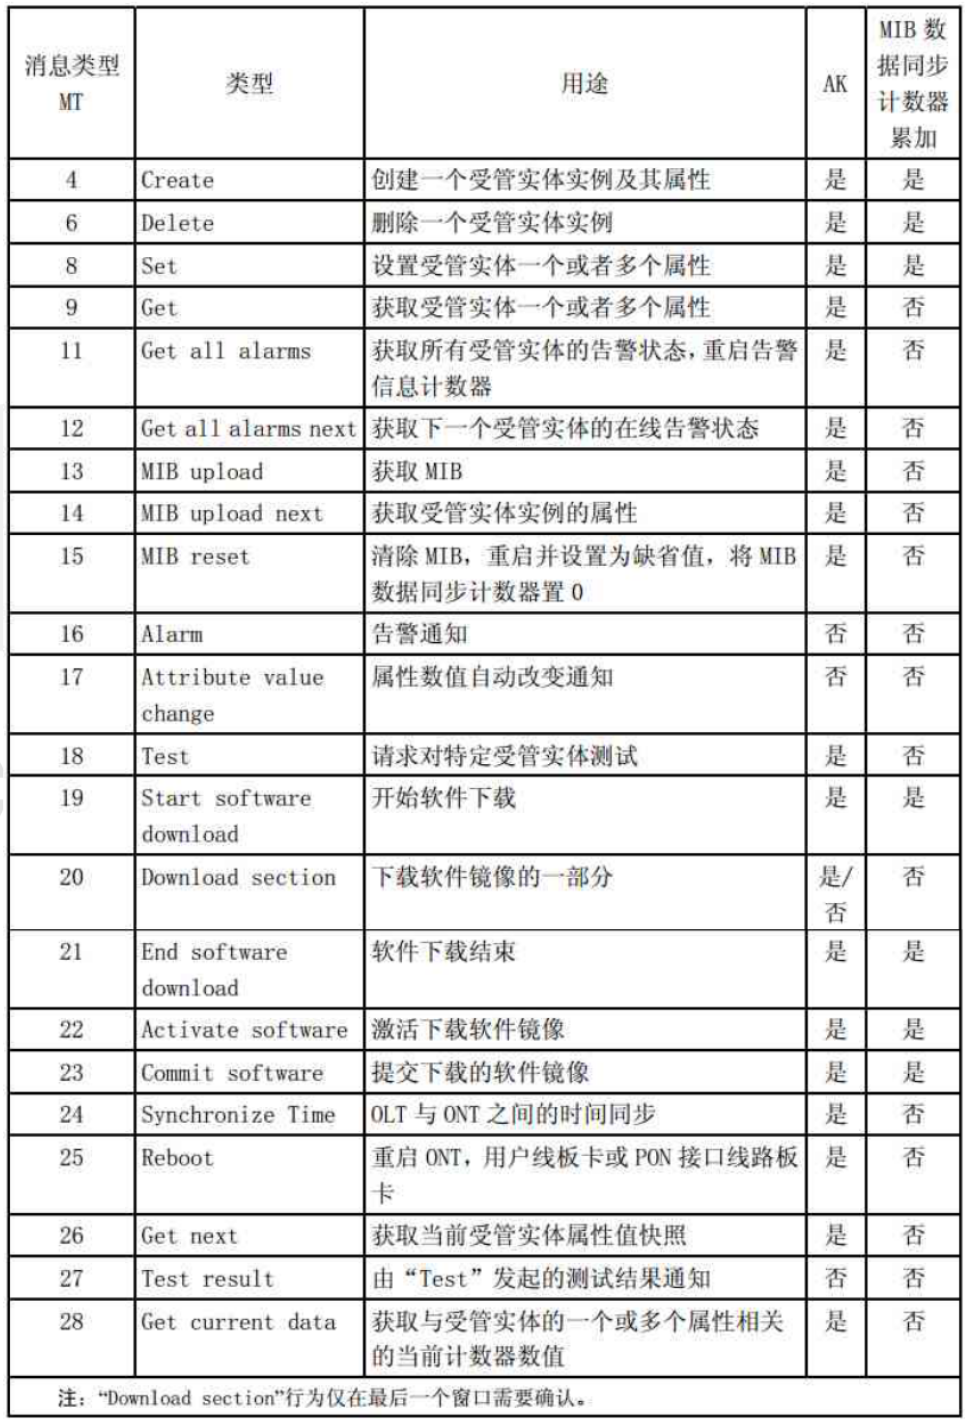 消息类型 MT 类型 用途 AK MIB 数据同步计数器累加
4 Create 创建一个受管实体实例及其属性 是 是
6 Delete 删除一个受管实体实例 是 是
8 Set 设置受管实体一个或者多个属性 是 是
9 Get 获取受管实体一个或者多个属性 是 否
11 Get all alarms 获取所有受管实体的告警状态，重启告警 是 否
信息计数器
12 Get all alarms next 获取下一个受管实体的在线告警状态 是 否
13 MIB upload 获取 MIB 是 否
14 MIB upload next 获取受管实体实例的属性 是 否
15 MIB reset 清除 MIB，重启并设置为缺省值，将 MIB 是 否
数据同步计数器置 0
16 Alarm 告警通知 否 否
17 Attribute value 属性数值自动改变通知 否 否
change
18 Test 请求对特定受管实体测试 是 否
19 Start software 开始软件下载 是 是
download
20 Download section 下载软件镜像的一部分 是/ 否
否
21 End software 软件下载结束 是 是
download
22 Activate software 激活下载软件镜像 是 是
23 Commit software 提交下载的软件镜像 是 是
24 Synchronize Time OLT 与 ONT 之间的时间同步 是 否
25 Reboot 重启 ONT，用户线板卡或 PON 接口线路板 是 否
卡
26 Get next 获取当前受管实体属性值快照 是 否
27 Test result 由“Test”发起的测试结果通知 否 否
28 Get current data 获取与受管实体的一个或多个属性相关 是 否
的当前计数器数值
注：“Download section”行为仅在最后一个窗口需要确认。